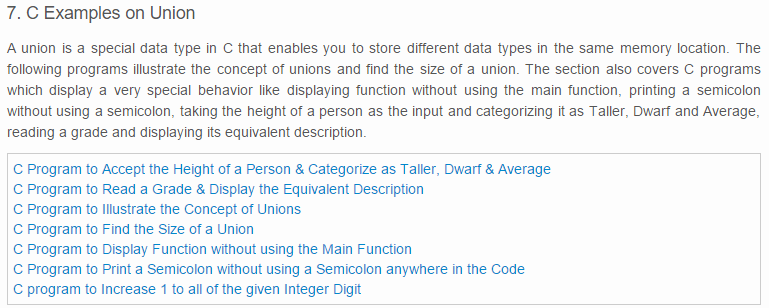 7. C Examples on Union
A union is a special data type in C that enables you to store different data types in the same memory location. The
following programs illustrate the concept of unions and find the size of a union. The section also covers C programs
which display a very special behavior like displaying function without using the main function, printing a semicolon
without using a semicolon, taking the height of a person as the input and categorizing it as Taller, Dwarf and Average,
reading a grade and displaying its equivalent description.
C Program to Accept the Height of a Person & Categorize as Taller, Dwarf & Average
C Program to Read a Grade & Display the Equivalent Description
C Program to Illustrate the Concept of Unions
C Program to Find the Size of a Union
C Program to Display Function without using the Main Function
C Program to Print a Semicolon without using a Semicolon anywhere in the Code
C program to Increase 1 to all of the given Integer Digit